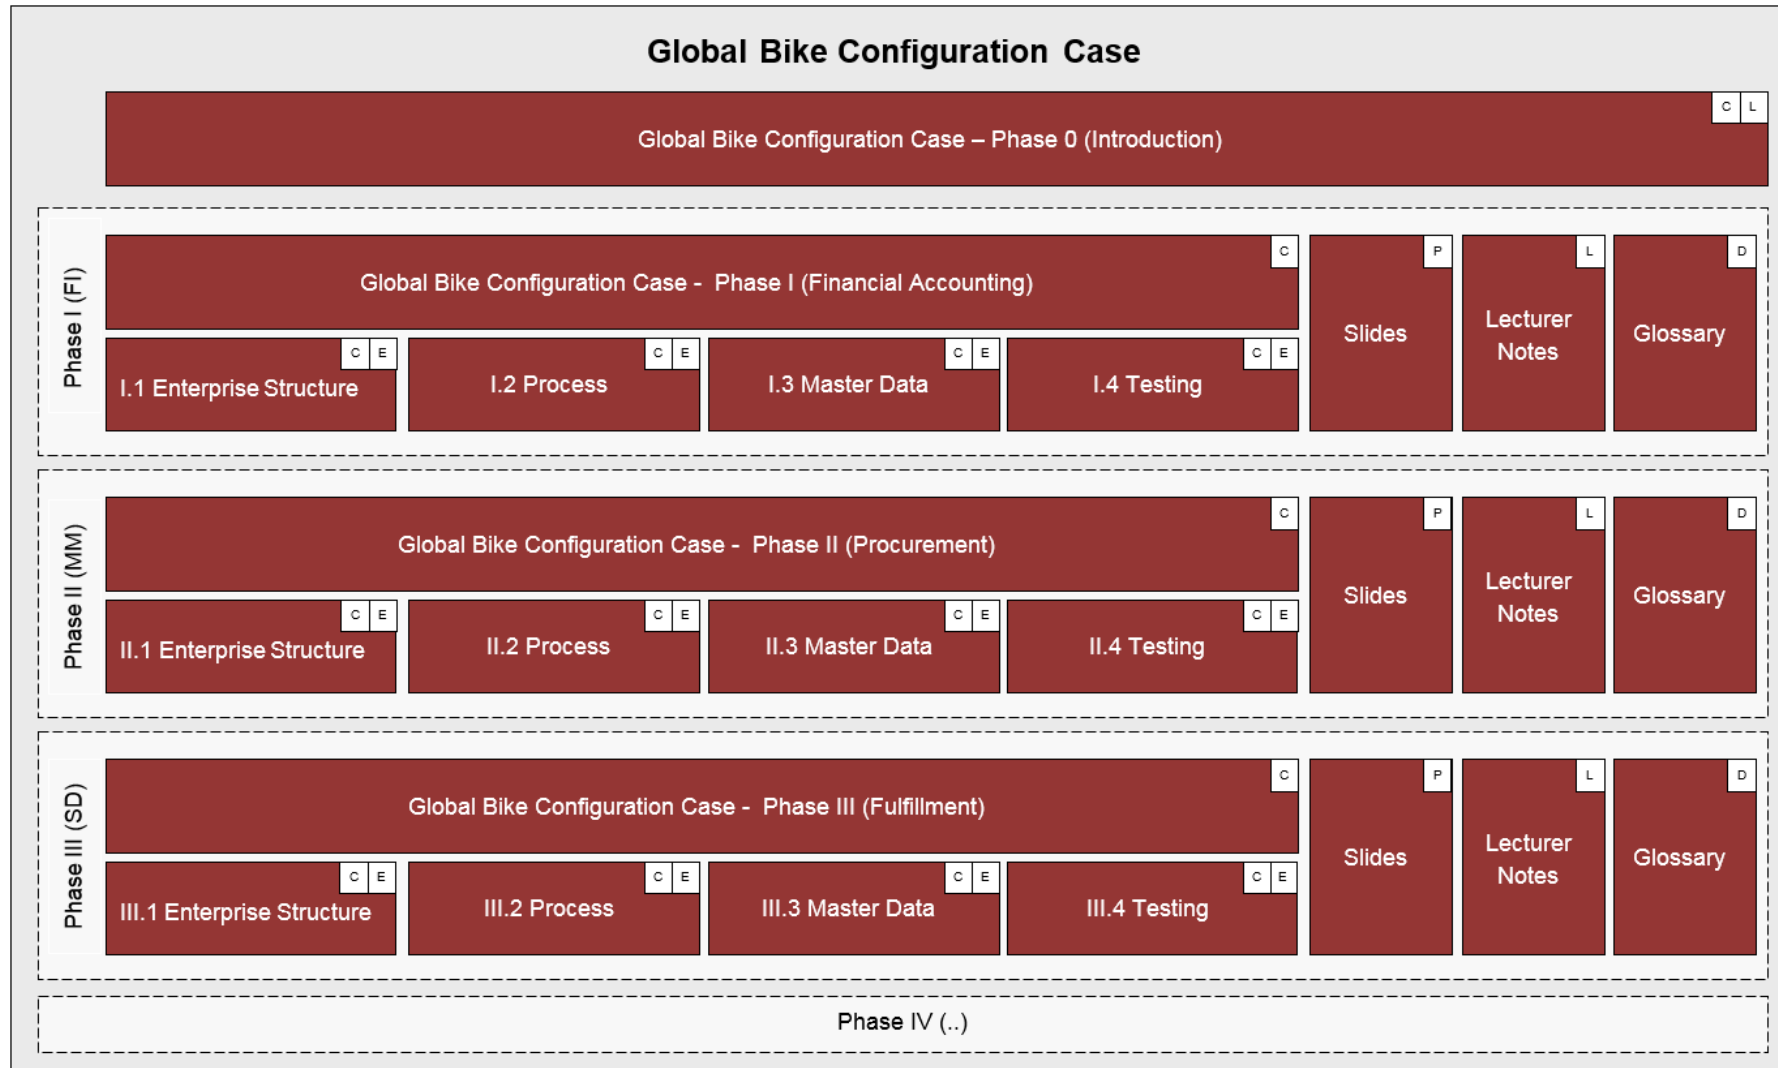 Global Bike Configuration Case
C L
Global Bike Configuration Case – Phase 0 (Introduction)
Phase I (FI)
C
Global Bike Configuration Case - Phase I (Financial Accounting)
C E
I.1 Enterprise Structure
C E
I.2 Process
C E
I.3 Master Data
C E
I.4 Testing
P
Slides
L
Lecturer
Notes
D
Glossary
Phase II (MM)
C
Global Bike Configuration Case - Phase II (Procurement)
C E
II.1 Enterprise Structure
C E
II.2 Process
C E
II.3 Master Data
C E
II.4 Testing
P
Slides
L
Lecturer
Notes
D
Glossary
Phase III (SD)
C
Global Bike Configuration Case - Phase III (Fulfillment)
C E
III.1 Enterprise Structure
C E
III.2 Process
C E
III.3 Master Data
C E
III.4 Testing
P
Slides
L
Lecturer
Notes
D
Glossary
Phase IV (..)